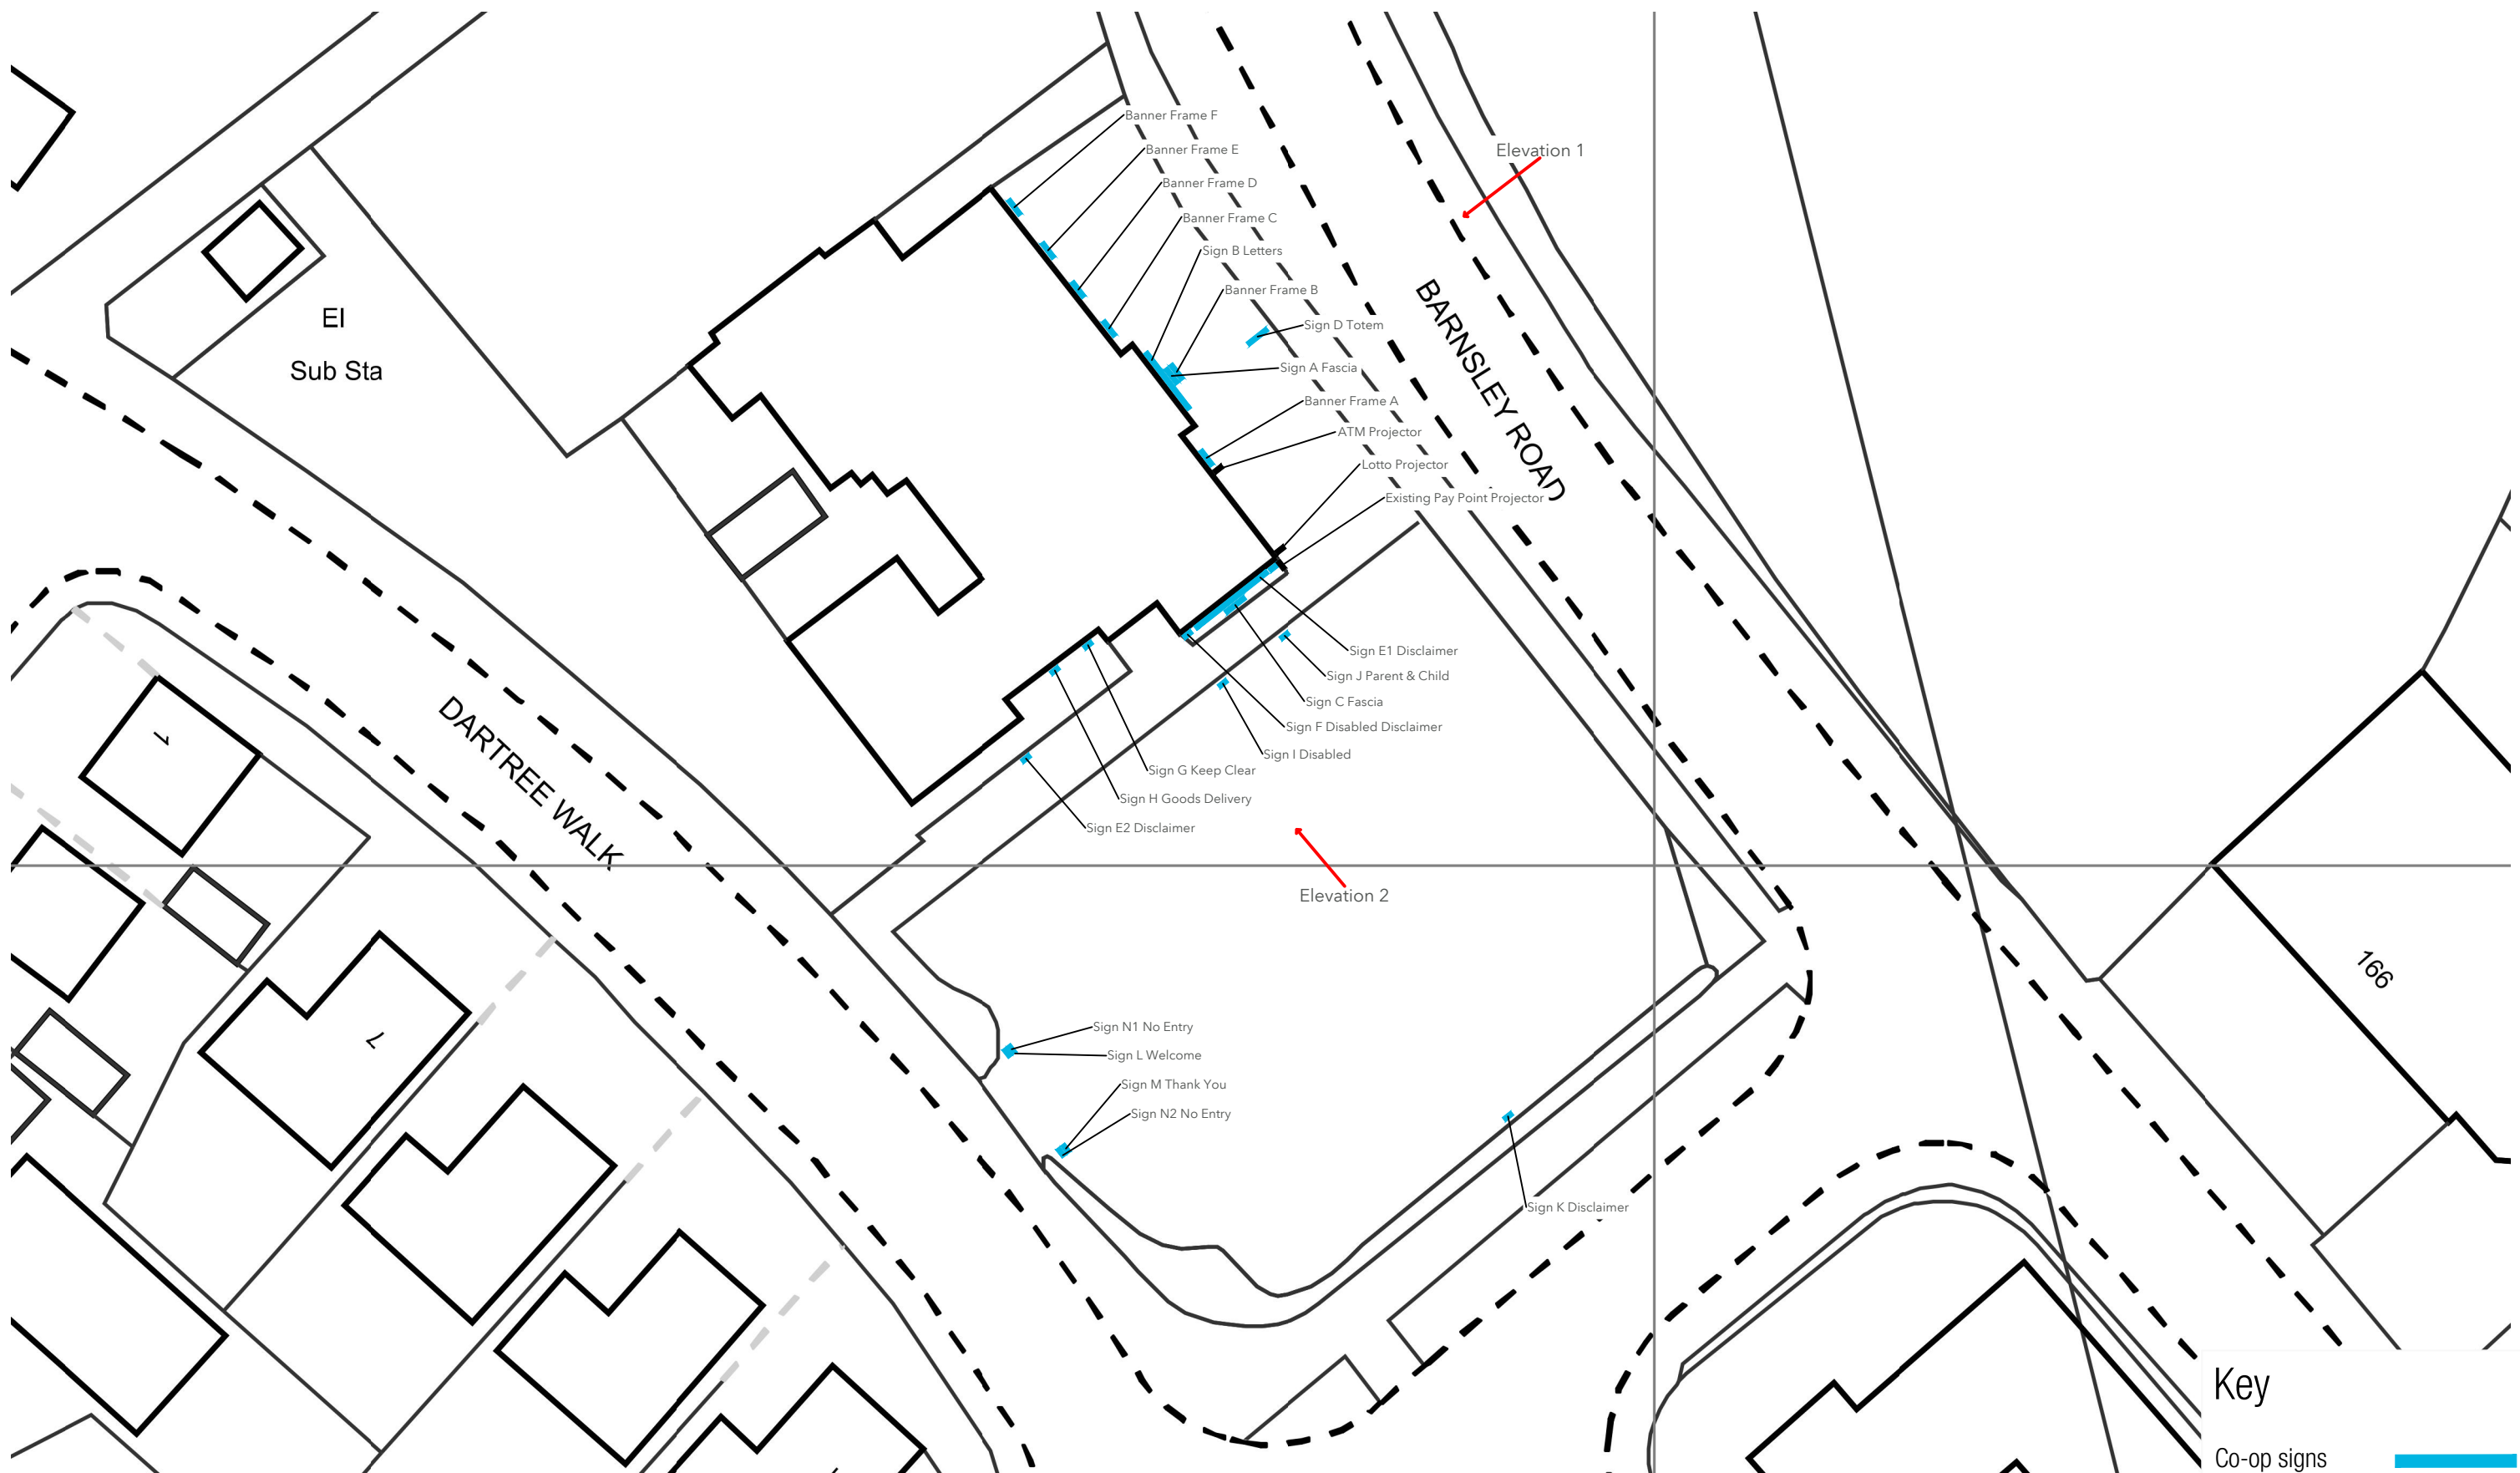 Banner Frame F
Banner Frame E
Elevation 1
Banner Frame D
Banner Frame C
Sign B Letters
Banner Frame B
El
Sub Sta
Sign D Totem
Sign A Fascia
BARNSLEY ROAD
Banner Frame A
ATM Projector
Lotto Projector
Existing Pay Point Projector
Sign E1 Disclaimer
Sign J Parent & Child
Sign C Fascia
Sign F Disabled Disclaimer
Sign I Disabled
Sign G Keep Clear
Sign H Goods Delivery
Sign E2 Disclaimer
1
DARTREE WALK
Elevation 2
166
7
Sign N1 No Entry
Sign L Welcome
Sign M Thank You
Sign N2 No Entry
Sign K Disclaimer
Key
Co-op signs